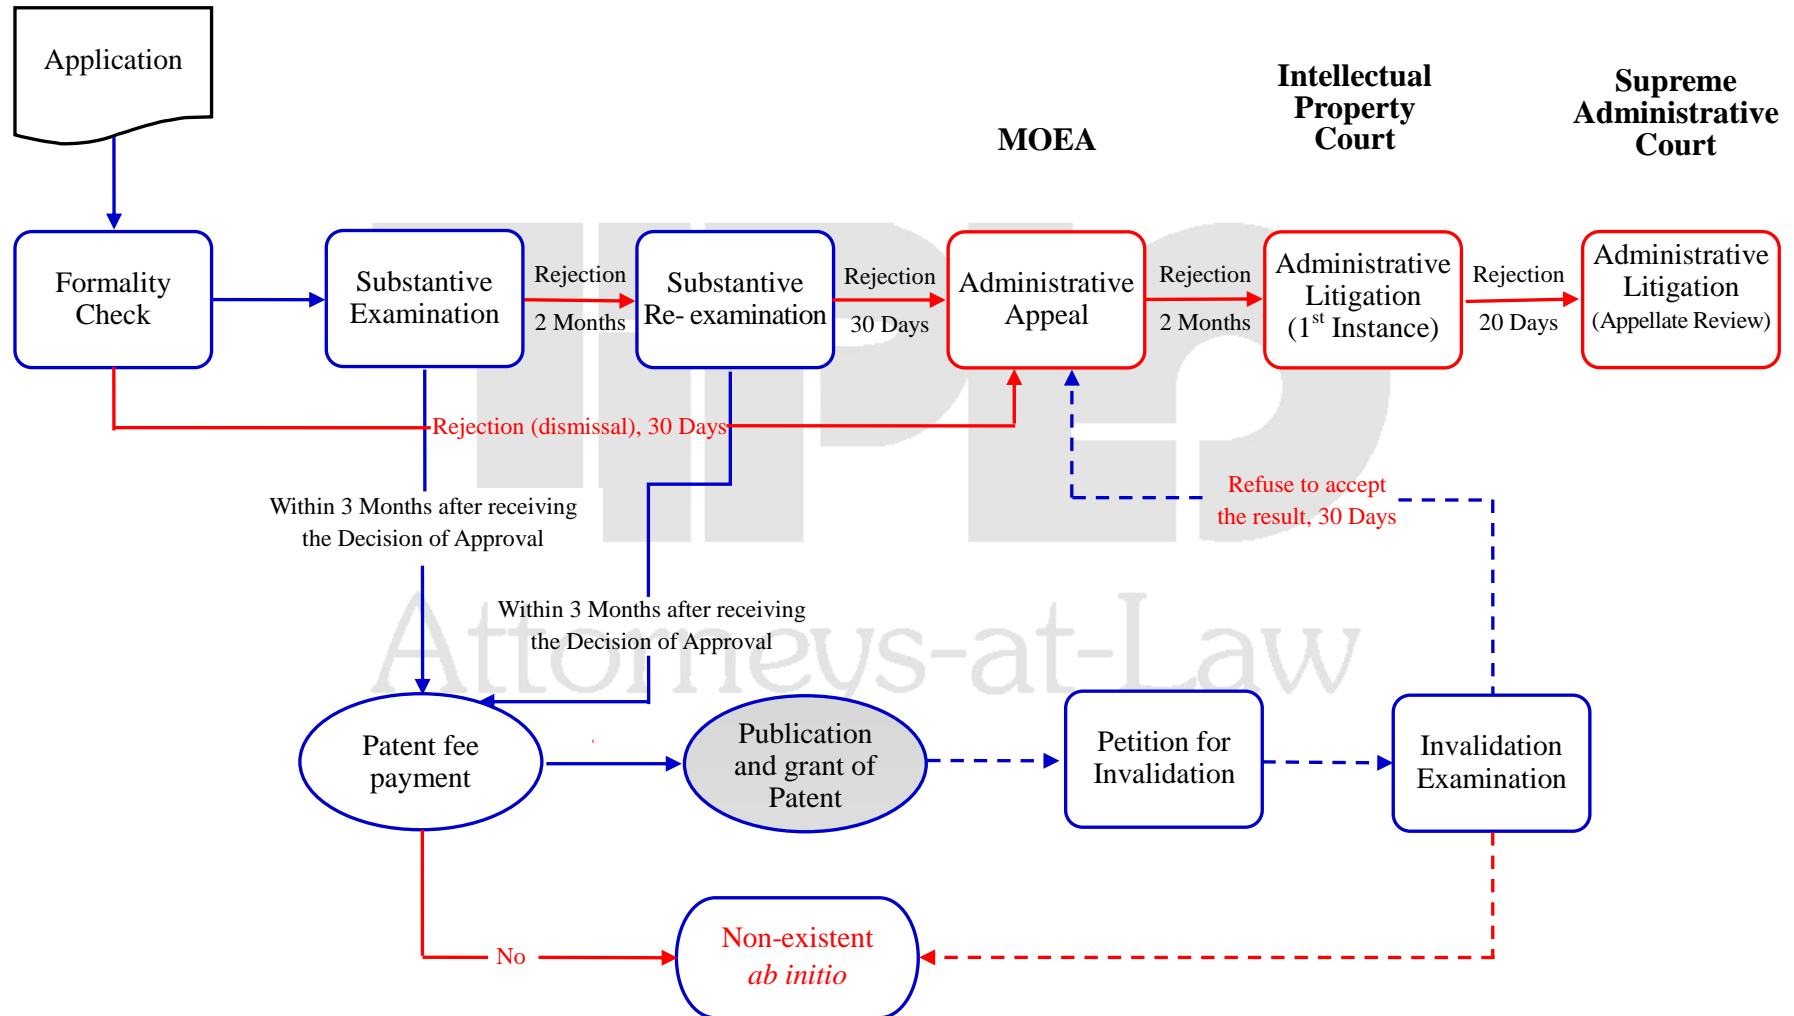 Application
MOEA
Intellectual
Property
Court
Supreme
Administrative
Court
Formality
Check
Substantive
Examination
Rejection
2 Months
Substantive
Re- examination
Rejection
30 Days
Administrative
Appeal
Rejection
2 Months
Administrative
Litigation
(1st Instance)
Rejection
20 Days
Administrative
Litigation
(Appellate Review)
Rejection (dismissal), 30 Days
Within 3 Months after receiving
the Decision of Approval
Refuse to accept
the result, 30 Days
Within 3 Months after receiving
the Decision of Approval
Attorneys-at-Law
Patent fee
payment
Publication
and grant of
Patent
Petition for
Invalidation
Invalidation
Examination
No
Non-existent
ab initio